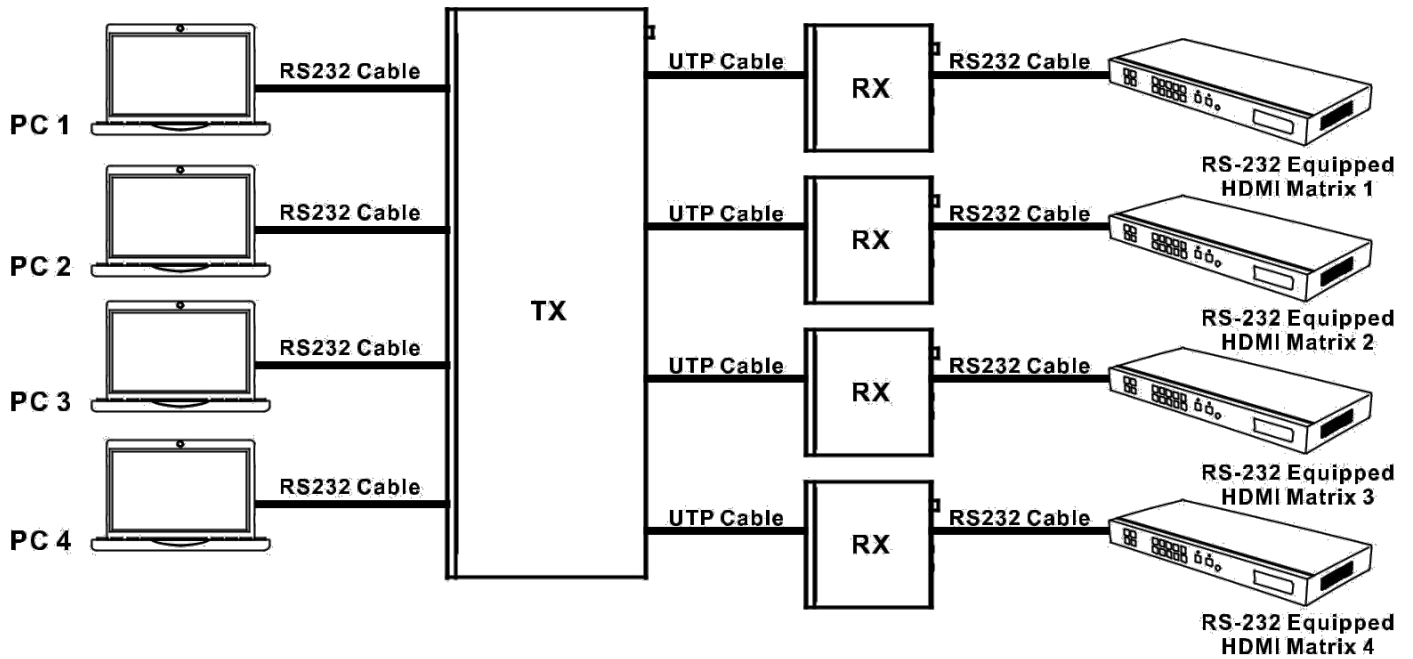 PC 1
RS232 Cable
UTP Cable
RX
RS232 Cable
RS-232 Equipped
HDMI Matrix 1
PC 2
RS232 Cable
UTP Cable
RX
RS232 Cable
RS-232 Equipped
HDMI Matrix 2
TX
PC 3
RS232 Cable
UTP Cable
RX
RS232 Cable
RS-232 Equipped
HDMI Matrix 3
PC 4
RS232 Cable
UTP Cable
RX
RS232 Cable
RS-232 Equipped
HDMI Matrix 4